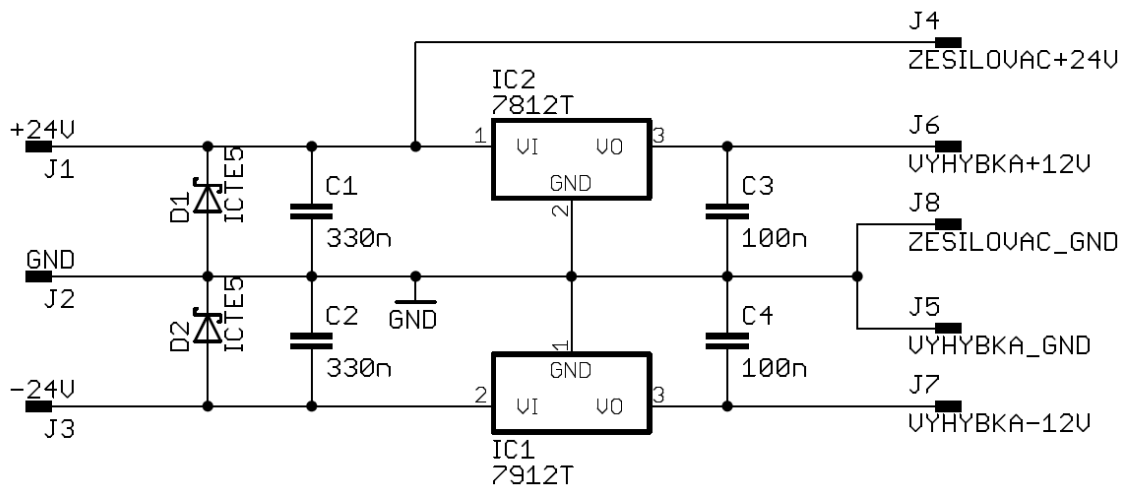 J4
ZESILOVAC+24V
IC2
7812T
+24V
J1
1
VI
VO
3
GND
2
J6
VYHYBKA+12V
D1
ICTE5
C1
330n
C3
100n
J8
ZESILOVAC_GND
GND
J2
GND
D2
ICTE5
C2
330n
C4
100n
J5
VYHYBKA_GND
-24V
J3
1
GND
2
VI
VO
3
IC1
7912T
J7
VYHYBKA-12V